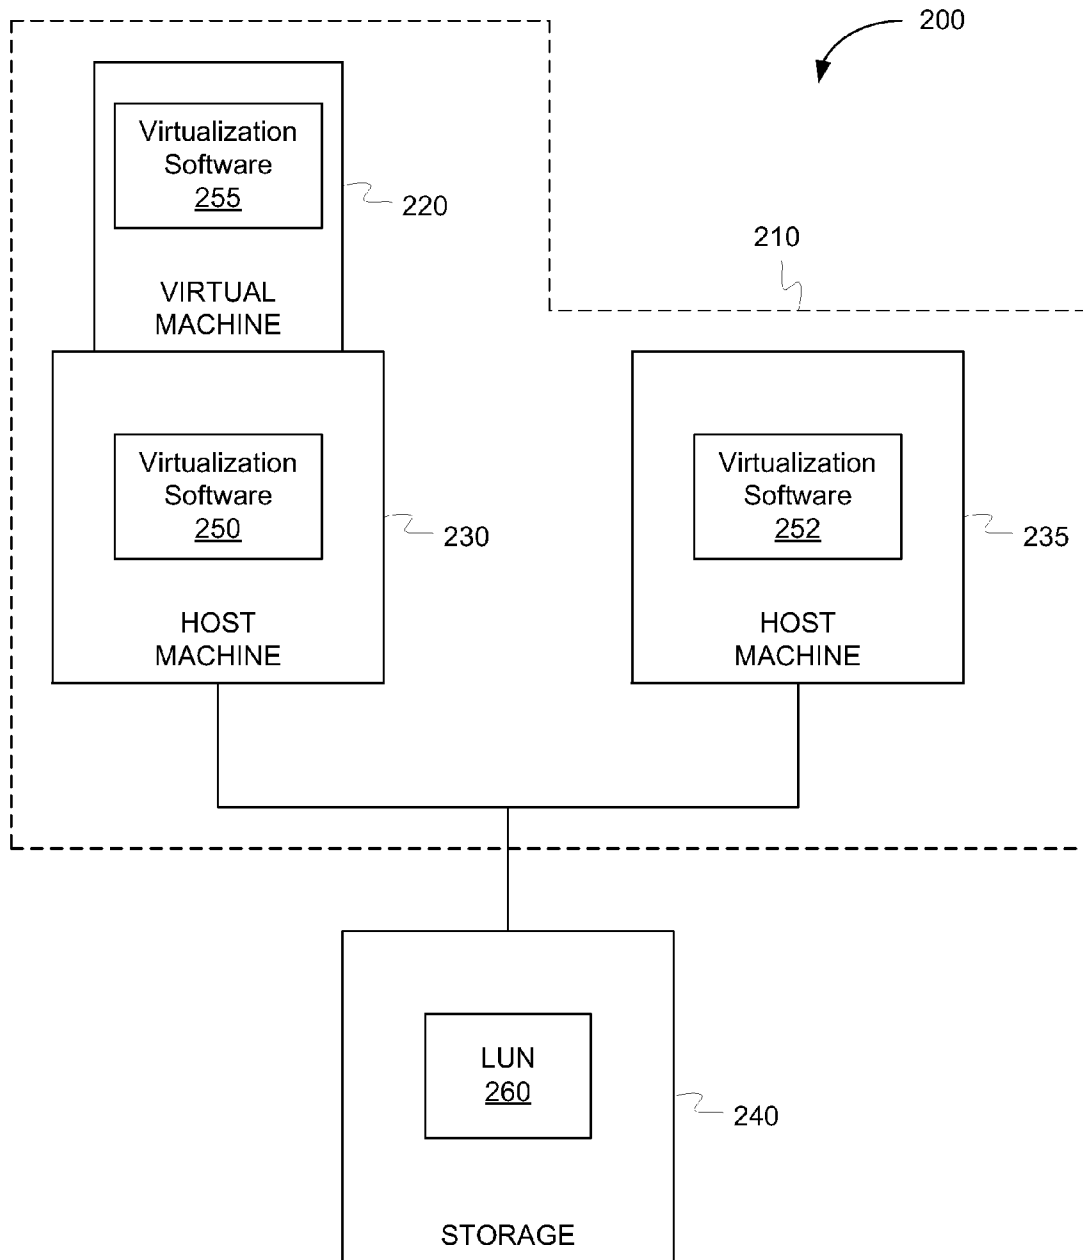 200
Virtualization
Software
255
220
210
VIRTUAL
MACHINE
Virtualization
Software
250
230
HOST
MACHINE
Virtualization
Software
252
235
HOST
MACHINE
LUN
260
240
STORAGE